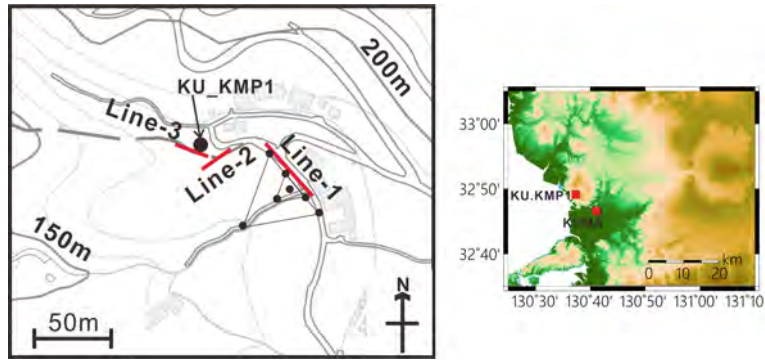 200m
KU_KMP1
Line-3
Line-2
Line-1
150m
50m
N
33°00'
32°50'
32°40'
KU.KMP1
km
0 10 20
130°30' 130°40' 130°50' 131°00' 131°10'